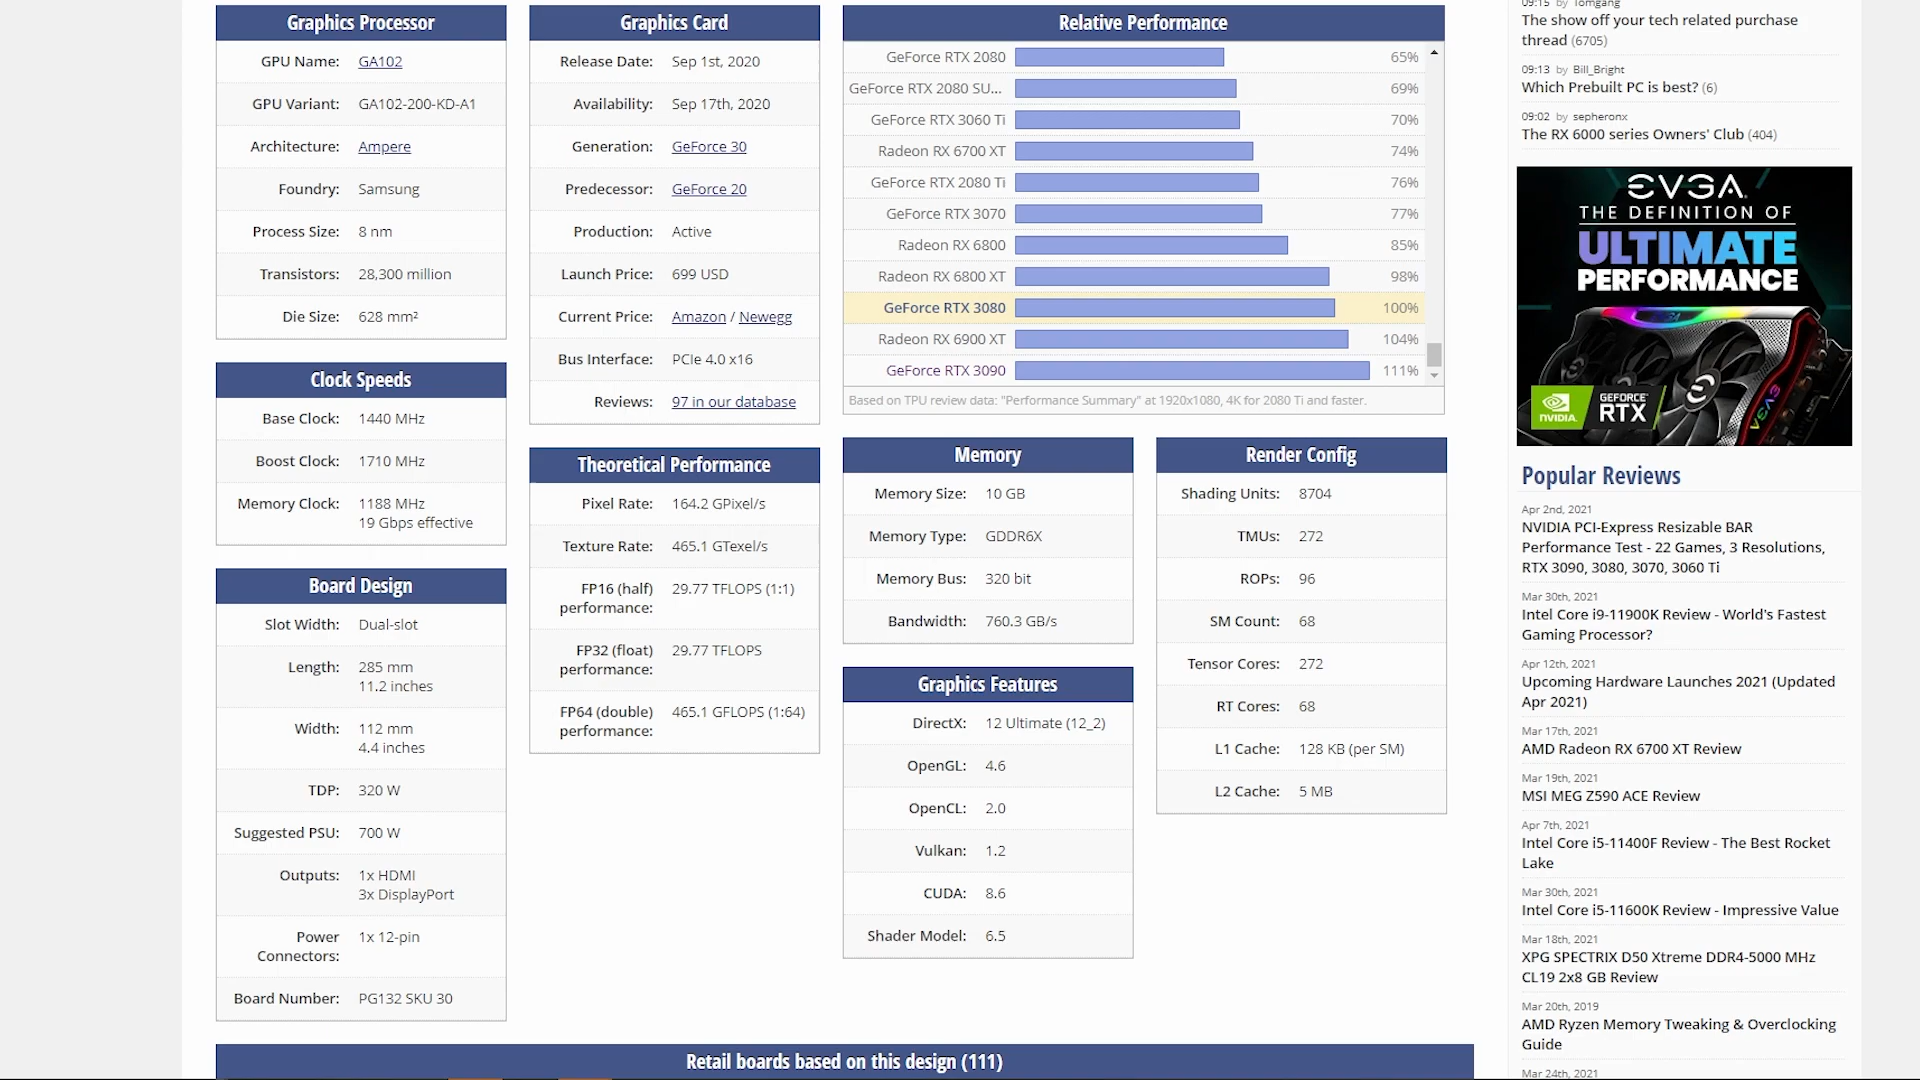 Graphics Processor
GPU Name: GA102
GPU Variant: GA102-200-KD-A1
Architecture: Ampere
Foundry: Samsung
Process Size: 8 nm
Transistors: 28,300 million
Die Size: 628 mm²
Clock Speeds
Base Clock: 1440 MHz
Boost Clock: 1710 MHz
Memory Clock: 1188 MHz
19 Gbps effective
Board Design
Slot Width: Dual-slot
Length: 285 mm
11.2 inches
Width: 112 mm
4.4 inches
TDP: 320 W
Suggested PSU: 700 W
Outputs: 1x HDMI
3x DisplayPort
Power 1x 12-pin
Connectors:
Board Number: PG132 SKU 30
Graphics Card
Release Date: Sep 1st, 2020
Availability: Sep 17th, 2020
Generation: GeForce 30
Predecessor: GeForce 20
Production: Active
Launch Price: 699 USD
Current Price: Amazon / Newegg
Bus Interface: PCIe 4.0 x16
Reviews: 97 in our database
Theoretical Performance
Pixel Rate: 164.2 GPixel/s
Texture Rate: 465.1 GTexel/s
FP16 (half) 29.77 TFLOPS (1:1)
performance:
FP32 (float) 29.77 TFLOPS
performance:
FP64 (double) 465.1 GFLOPS (1:64)
performance:
Relative Performance
GeForce RTX 2080 65%
GeForce RTX 2080 SU... 69%
GeForce RTX 3060 Ti 70%
Radeon RX 6700 XT 74%
GeForce RTX 2080 Ti 76%
GeForce RTX 3070 77%
Radeon RX 6800 85%
Radeon RX 6800 XT 98%
GeForce RTX 3080 100%
Radeon RX 6900 XT 104%
GeForce RTX 3090 111%
Based on TPU review data: "Performance Summary" at 1920x1080, 4K for 2080 Ti and faster.
Memory
Memory Size: 10 GB
Memory Type: GDDR6X
Memory Bus: 320 bit
Bandwidth: 760.3 GB/s
Graphics Features
DirectX: 12 Ultimate (12_2)
OpenGL: 4.6
OpenCL: 2.0
Vulkan: 1.2
CUDA: 8.6
Shader Model: 6.5
Render Config
Shading Units: 8704
TMUs: 272
ROPs: 96
SM Count: 68
Tensor Cores: 272
RT Cores: 68
L1 Cache: 128 KB (per SM)
L2 Cache: 5 MB
Retail boards based on this design (111)
09:15 by Tomgang
The show off your tech related purchase
thread (6705)
09:13 by Bill_Bright
Which Prebuilt PC is best? (6)
09:02 by sepheronx
The RX 6000 series Owners' Club (404)
EVGA
THE DEFINITION OF
ULTIMATE
PERFORMANCE
NVIDIA. GEFORCE
RTX
EVGA
Popular Reviews
Apr 2nd, 2021
NVIDIA PCI-Express Resizable BAR
Performance Test - 22 Games, 3 Resolutions,
RTX 3090, 3080, 3070, 3060 Ti
Mar 30th, 2021
Intel Core i9-11900K Review - World's Fastest
Gaming Processor?
Apr 12th, 2021
Upcoming Hardware Launches 2021 (Updated
Apr 2021)
Mar 17th, 2021
AMD Radeon RX 6700 XT Review
Mar 19th, 2021
MSI MEG Z590 ACE Review
Apr 7th, 2021
Intel Core i5-11400F Review - The Best Rocket
Lake
Mar 30th, 2021
Intel Core i5-11600K Review - Impressive Value
Mar 18th, 2021
XPG SPECTRIX D50 Xtreme DDR4-5000 MHz
CL19 2x8 GB Review
Mar 20th, 2019
AMD Ryzen Memory Tweaking & Overclocking
Guide
Mar 24th, 2021